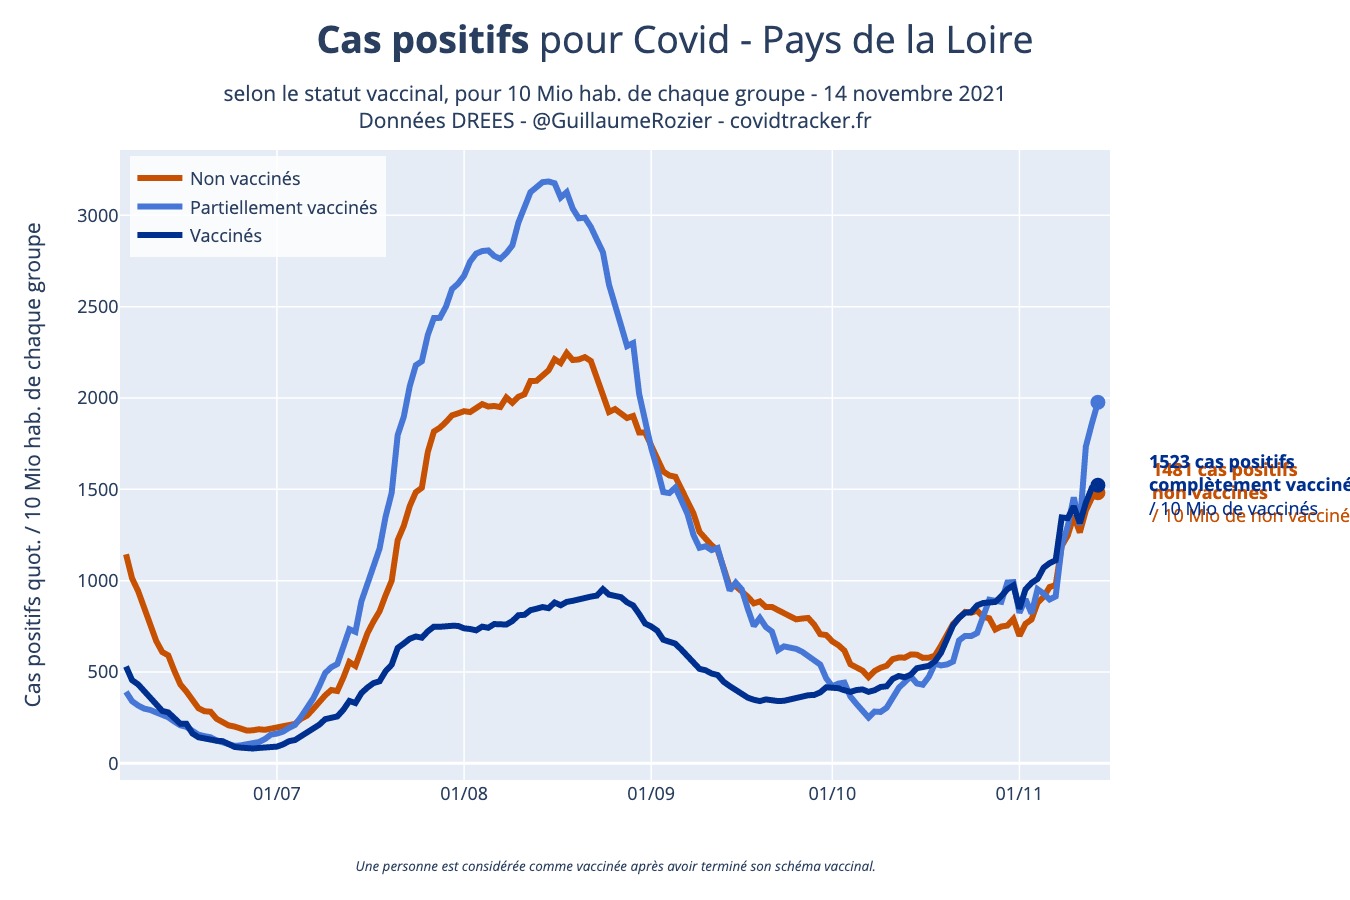 Cas positifs pour Covid - Pays de la Loire
selon le statut vaccinal, pour 10 Mio hab. de chaque groupe - 14 novembre 2021
Données DREES - @GuillaumeRozier - covidtracker.fr
Non vaccinés
Partiellement vaccinés
Vaccinés
Cas positifs quot. / 10 Mio hab. de chaque groupe
3000
2500
2000
1500
1000
500
0
01/07
01/08
01/09
01/10
01/11
1523 cas positifs
complètement vacciné
/ 10 Mio de vaccinés
1481 cas positifs
non vaccinés
/ 10 Mio de non vacciné
Une personne est considérée comme vaccinée après avoir terminé son schéma vaccinal.